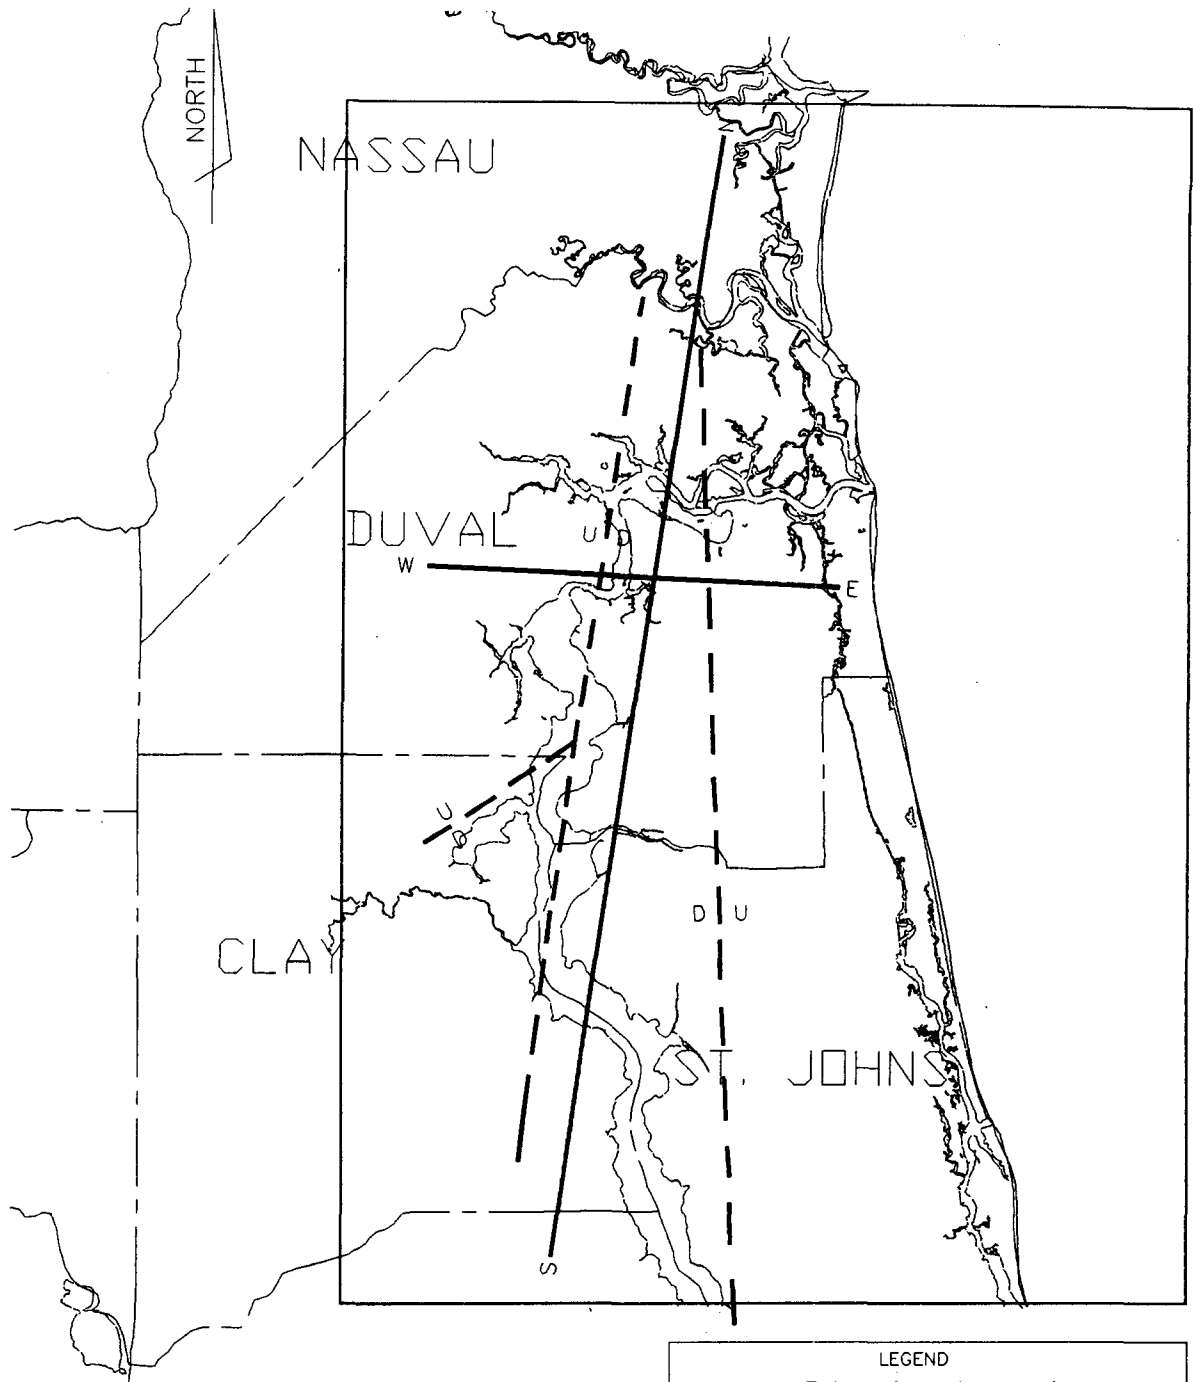 NORTH
NASSAU
DUVAL
U D
W
E
U
D
D U
CLAY
ST. JOHNS
S
LEGEND